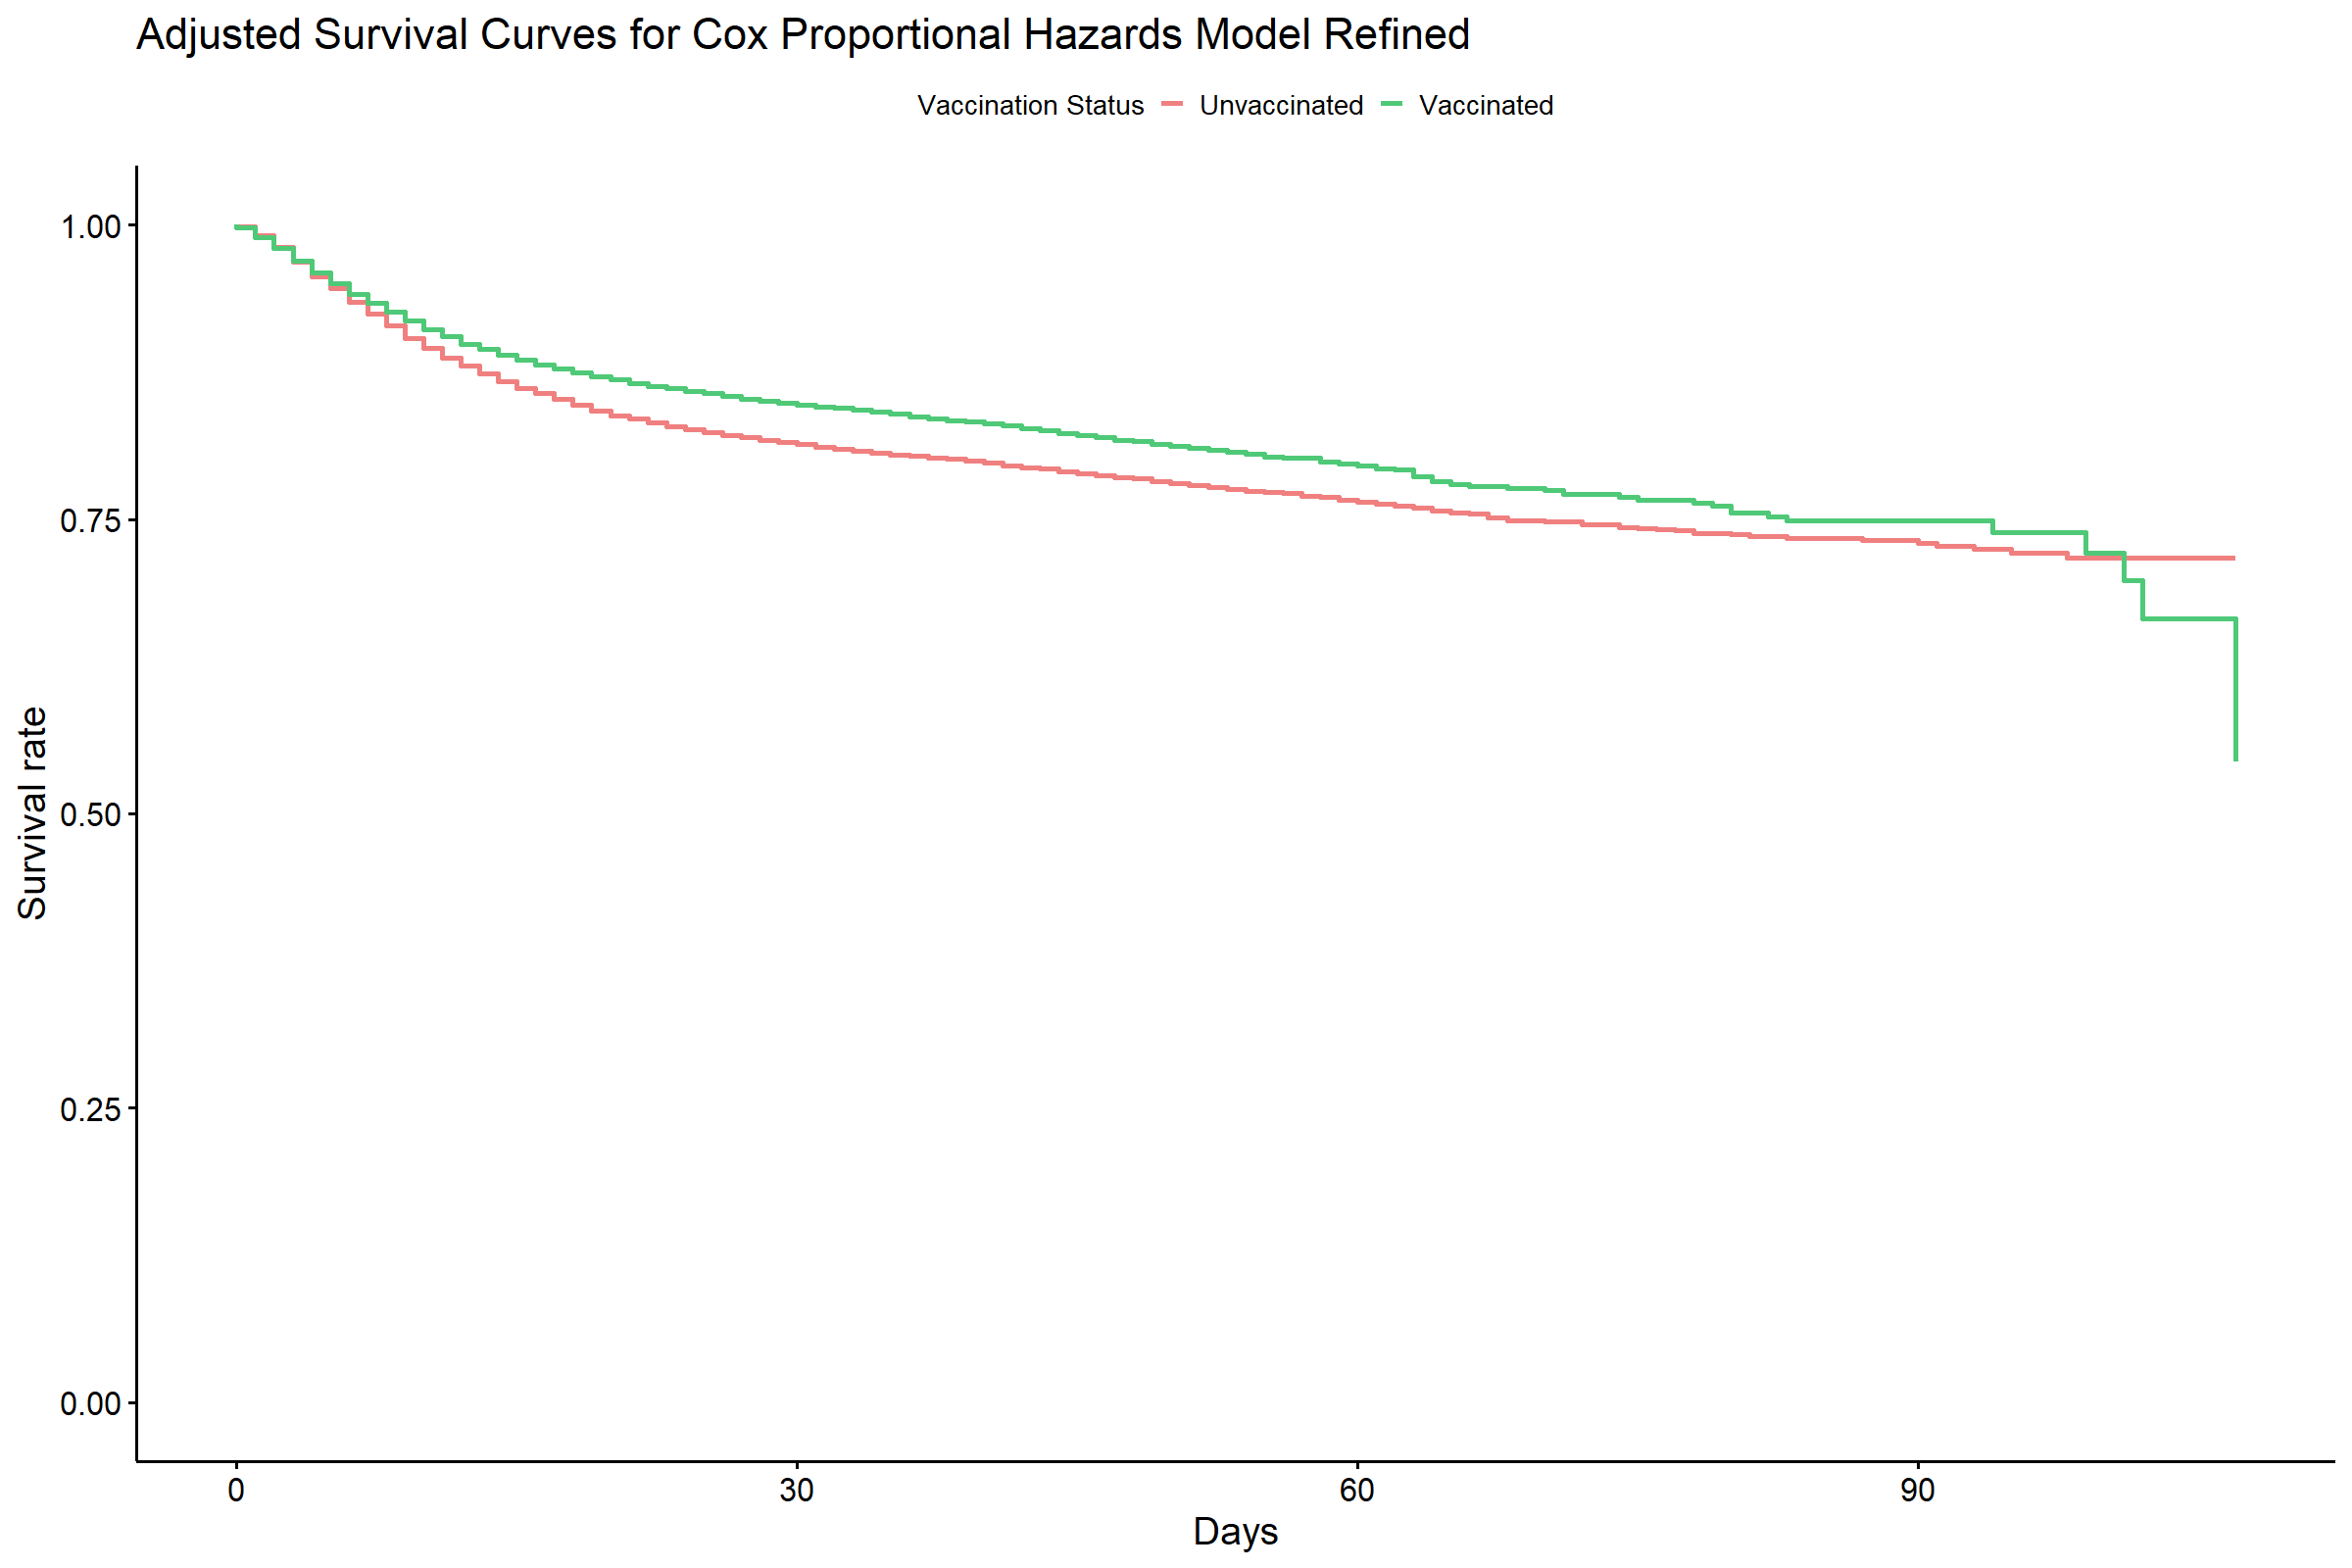 Adjusted Survival Curves for Cox Proportional Hazards Model Refined
Vaccination Status Unvaccinated Vaccinated
1.00
0.75
0.50
0.25
0.00
Survival rate
0 30 60 90
Days